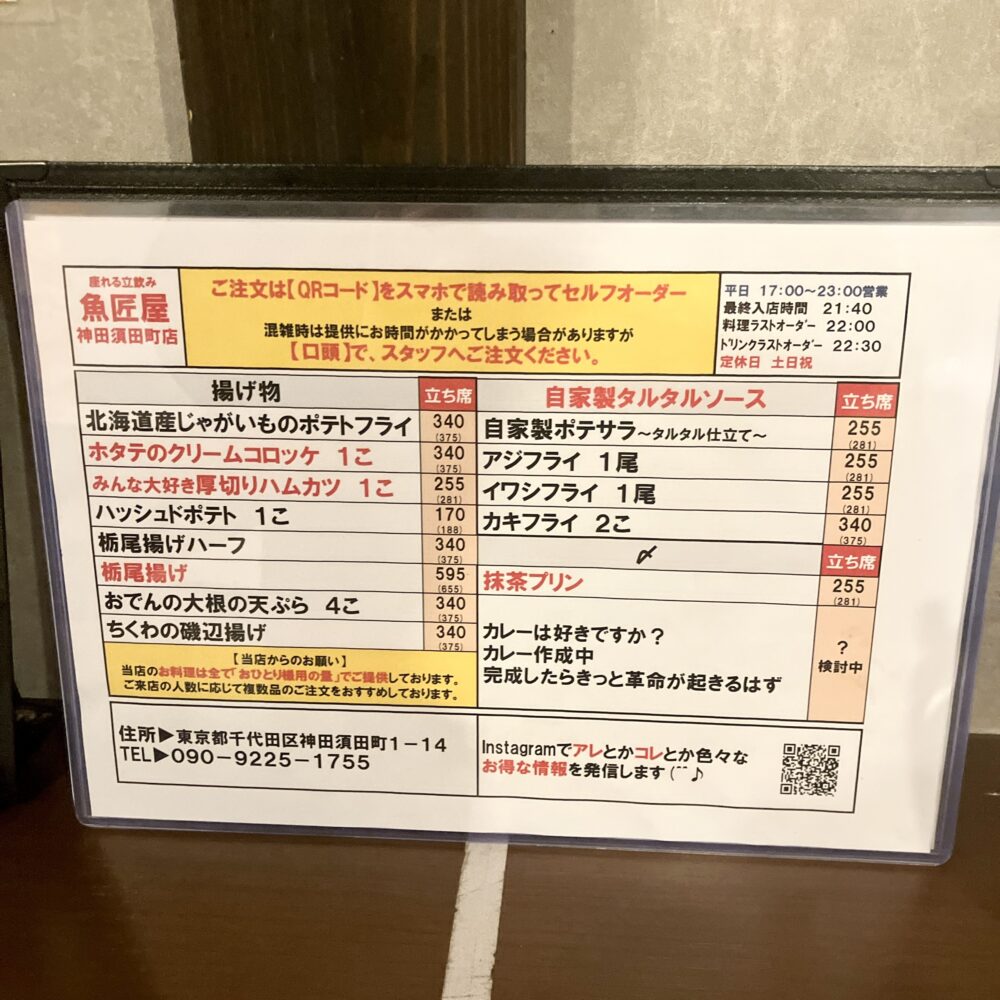 座れる立飲み
魚匠屋
神田須田町店
ご注文は【QRコード】をスマホで読み取ってセルフオーダー
または
混雑時は提供にお時間がかかってしまう場合がありますが
【口頭】で、スタッフへご注文ください。
平日 17:00～23:00営業
最終入店時間 21:40
料理ラストオーダー 22:00
ドリンクラストオーダー 22:30
定休日 土日祝
揚げ物 立ち席
北海道産じゃがいものポテトフライ 340
(375)
ホタテのクリームコロッケ 1こ 340
(375)
みんな大好き厚切りハムカツ 1こ 255
(281)
ハッシュドポテト 1こ 170
(188)
栃尾揚げハーフ 340
(375)
栃尾揚げ 595
(655)
おでんの大根の天ぷら 4こ 340
(375)
ちくわの磯辺揚げ 340
(375)
【当店からのお願い】
当店のお料理は全て「おひとり様用の量」でご提供しております。
ご来店の人数に応じて複数品のご注文をおすすめしております。
自家製タルタルソース 立ち席
自家製ポテサラ～タルタル仕立て～ 255
(281)
アジフライ 1尾 255
(281)
イワシフライ 1尾 255
(281)
カキフライ 2こ 340
(375)
〆 立ち席
抹茶プリン 255
(281)
カレーは好きですか？
カレー作成中
完成したらきっと革命が起きるはず
？
検討中
住所▶東京都千代田区神田須田町1－14
TEL▶090－9225－1755
Instagramでアレとかコレとか色々な
お得な情報を発信します(^^♪